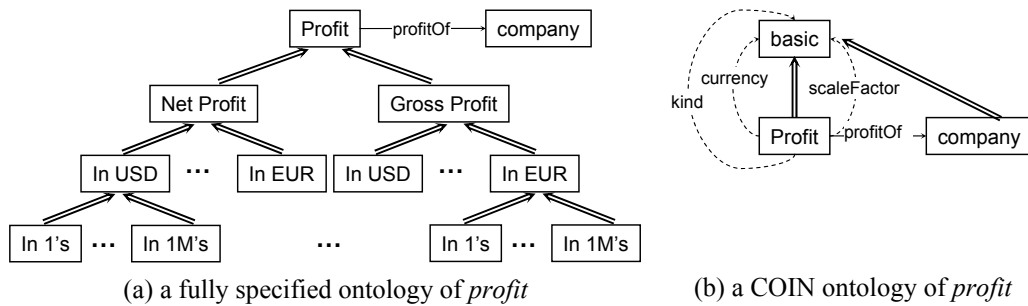 Profit profitOf company
Net Profit Gross Profit
In USD ... In EUR In USD ... In EUR
In 1's ... In 1M's ... In 1's ... In 1M's
(a) a fully specified ontology of profit
basic
currency scaleFactor
kind
Profit profitOf company
(b) a COIN ontology of profit